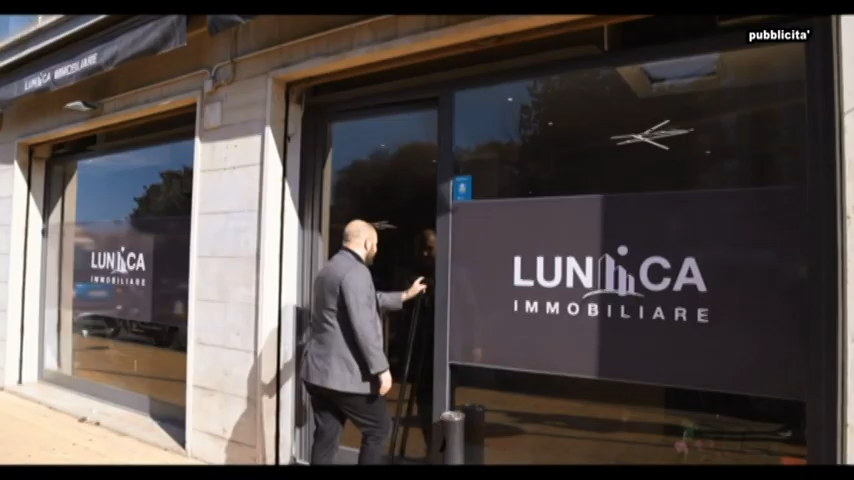 pubblicita'
LUNICA IMMOBILIARE
LUNICA
IMMOBILIARE
LUNICA
IMMOBILIARE